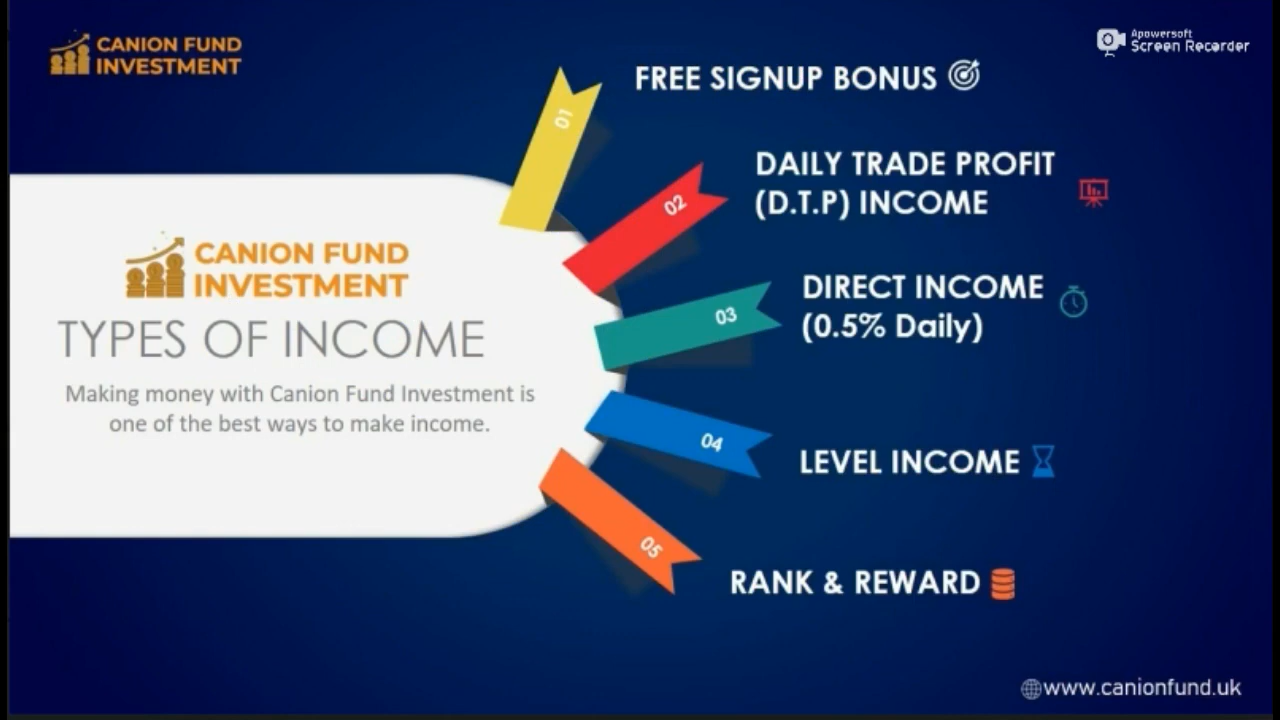 CANION FUND
INVESTMENT
Apowersoft
Screen Recorder
01
FREE SIGNUP BONUS
02
DAILY TRADE PROFIT
(D.T.P) INCOME
CANION FUND
INVESTMENT
TYPES OF INCOME
Making money with Canion Fund Investment is
one of the best ways to make income.
03
DIRECT INCOME
(0.5% Daily)
04
LEVEL INCOME
05
RANK & REWARD
www.canionfund.uk